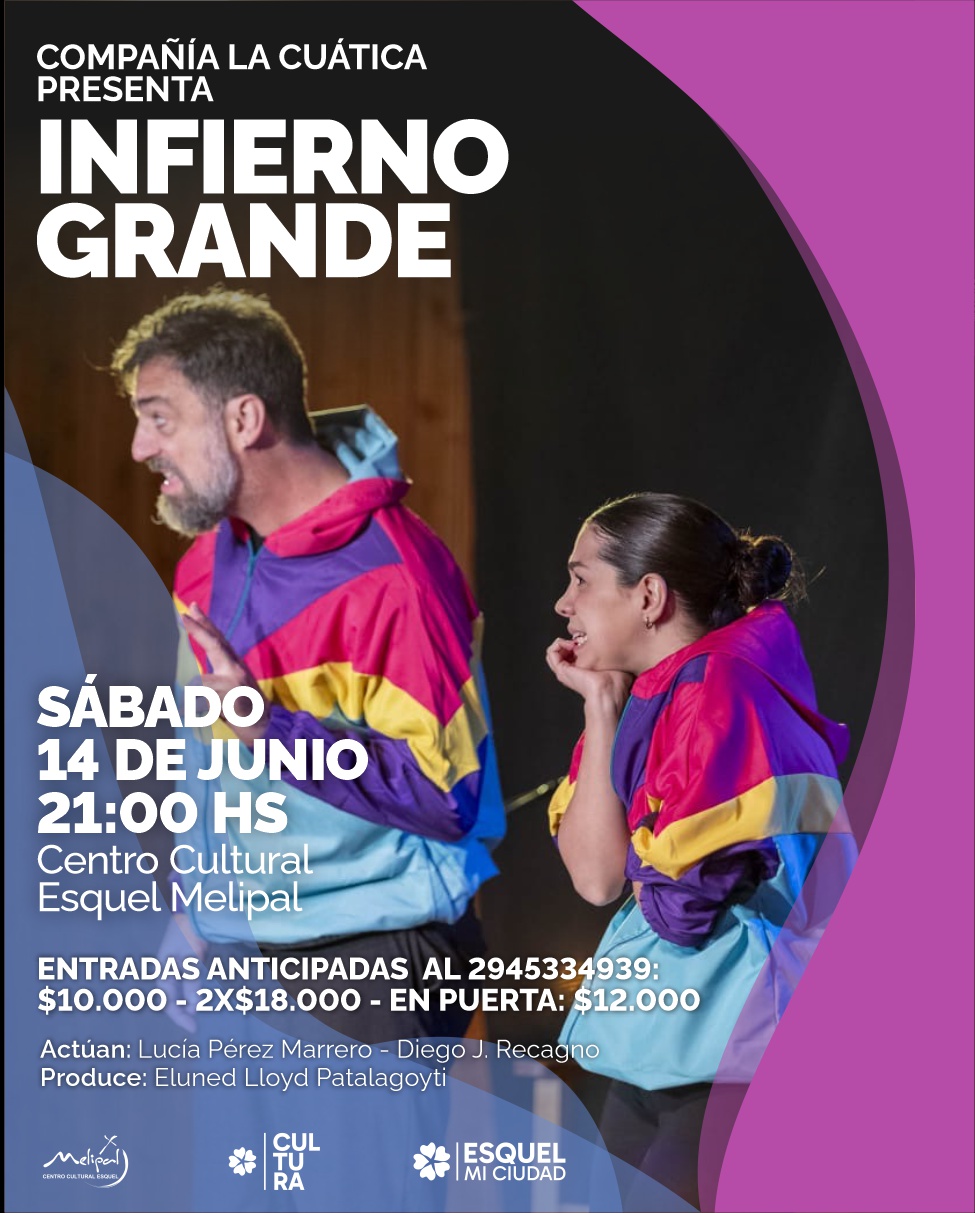 COMPAÑÍA LA CUÁTICA
PRESENTA
INFIERNO
GRANDE
SÁBADO
14 DE JUNIO
21:00 HS
Centro Cultural
Esquel Melipal
ENTRADAS ANTICIPADAS AL 2945334939:
$10.000 - 2X$18.000 - EN PUERTA: $12.000
Actúan: Lucía Pérez Marrero - Diego J. Recagno
Produce: Eluned Lloyd Patalagoyti
Melipal
CENTRO CULTURAL ESQUEL
CUL
TU
RA
ESQUEL
MI CIUDAD